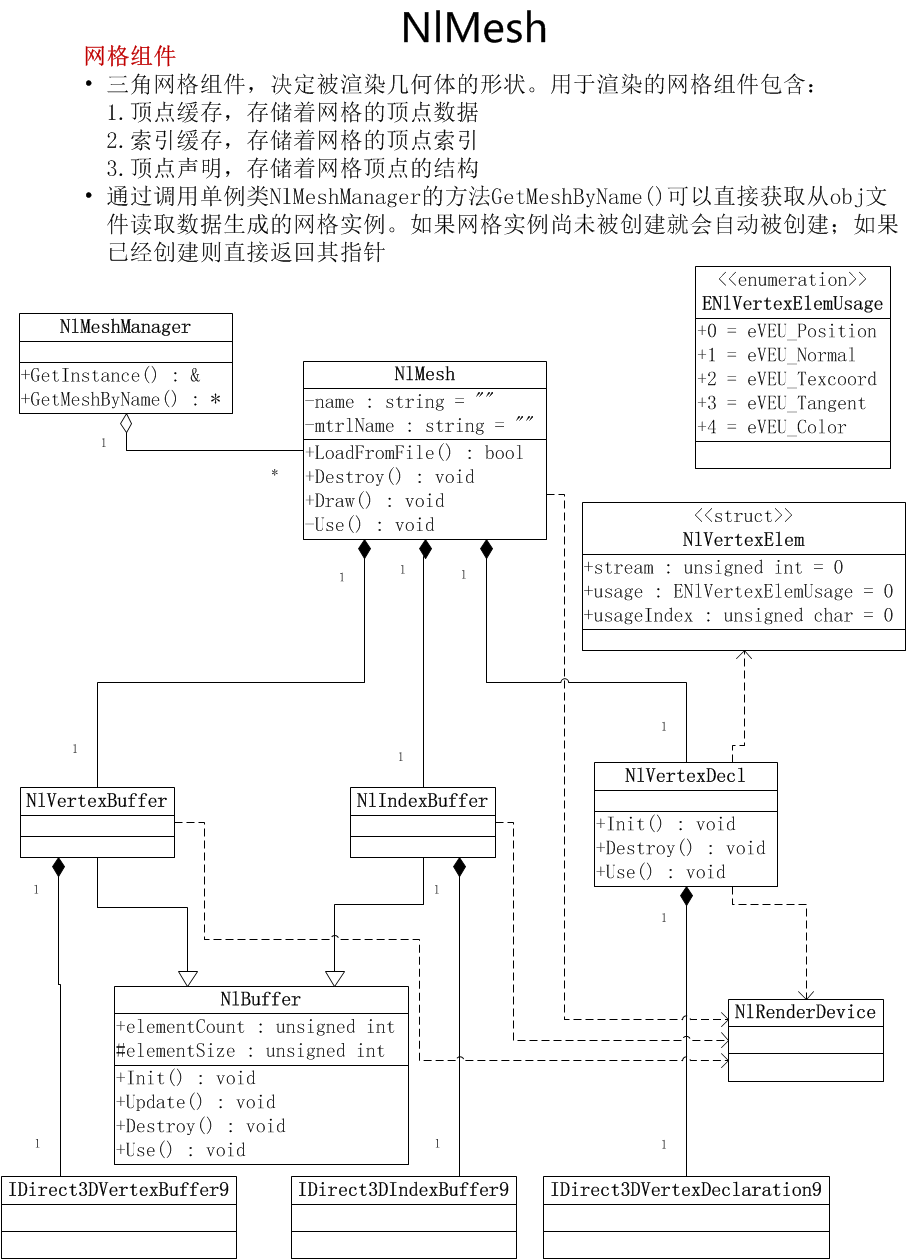 NlMesh
网格组件
• 三角网格组件，决定被渲染几何体的形状。用于渲染的网格组件包含：
1.顶点缓存，存储着网格的顶点数据
2.索引缓存，存储着网格的顶点索引
3.顶点声明，存储着网格顶点的结构
• 通过调用单例类NlMeshManager的方法GetMeshByName()可以直接获取从obj文
件读取数据生成的网格实例。如果网格实例尚未被创建就会自动被创建；如果
已经创建则直接返回其指针
<<enumeration>>
ENlVertexElemUsage
+0 = eVEU_Position
+1 = eVEU_Normal
+2 = eVEU_Texcoord
+3 = eVEU_Tangent
+4 = eVEU_Color
NlMeshManager
+GetInstance() : &
+GetMeshByName() : *
1
*
NlMesh
-name : string = ""
-mtrlName : string = ""
+LoadFromFile() : bool
+Destroy() : void
+Draw() : void
-Use() : void
1
1
1
<<struct>>
NlVertexElem
+stream : unsigned int = 0
+usage : ENlVertexElemUsage = 0
+usageIndex : unsigned char = 0
1
1
1
NlVertexBuffer
NlIndexBuffer
NlVertexDecl
+Init() : void
+Destroy() : void
+Use() : void
1
1
1
NlBuffer
+elementCount : unsigned int
#elementSize : unsigned int
+Init() : void
+Update() : void
+Destroy() : void
+Use() : void
NlRenderDevice
1
1
1
IDirect3DVertexBuffer9
IDirect3DIndexBuffer9
IDirect3DVertexDeclaration9